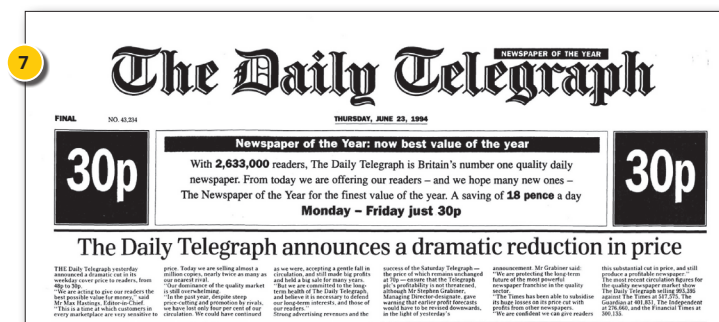 7
NEWSPAPER OF THE YEAR
The Daily Telegraph
FINAL NO. 43,234 THURSDAY, JUNE 23, 1994
30p
Newspaper of the Year: now best value of the year
With 2,633,000 readers, The Daily Telegraph is Britain's number one quality daily
newspaper. From today we are offering our readers – and we hope many new ones –
The Newspaper of the Year for the finest value of the year. A saving of 18 pence a day
Monday – Friday just 30p
30p
The Daily Telegraph announces a dramatic reduction in price
THE Daily Telegraph yesterday
announced a dramatic cut in its
weekday cover price to readers, from
48p to 30p.
"We are acting to give our readers the
best possible value for money," said
Mr Max Hastings, Editor-in-Chief.
"This is a time at which customers in
every marketplace are very sensitive to
price. Today we are selling almost a
million copies, nearly twice as many as
our nearest rival.
"Our dominance of the quality market
is still overwhelming.
"In the past year, despite steep
price-cutting and promotion by rivals,
we have lost only four per cent of our
circulation. We could have continued
as we were, accepting a gentle fall in
circulation, and still made big profits
and held a big sale for many years.
"But we are committed to the long-
term health of The Daily Telegraph,
and believe it is necessary to defend
our long-term interests, and those of
our readers."
Strong advertising revenues and the
success of the Saturday Telegraph —
the price of which remains unchanged
at 70p — ensure that the Telegraph
plc's profitability is not threatened,
although Mr Stephen Grabiner,
Managing Director-designate, gave
warning that earlier profit forecasts
would have to be revised downwards,
in the light of yesterday's
announcement. Mr Grabiner said:
"We are protecting the long-term
future of the most powerful
newspaper franchise in the quality
sector.
"The Times has been able to subsidise
its huge losses on its price cut with
profits from other newspapers.
"We are confident we can give readers
this substantial cut in price, and still
produce a profitable newspaper."
The most recent circulation figures for
the quality newspaper market show
The Daily Telegraph selling 993,395
against The Times at 517,575, The
Guardian at 401,831, The Independent
at 276,665, and the Financial Times at
300,135.